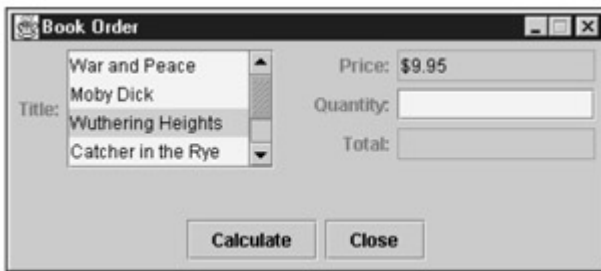 Book Order
Title:
War and Peace
Moby Dick
Wuthering Heights
Catcher in the Rye
Price: $9.95
Quantity:
Total:
Calculate Close